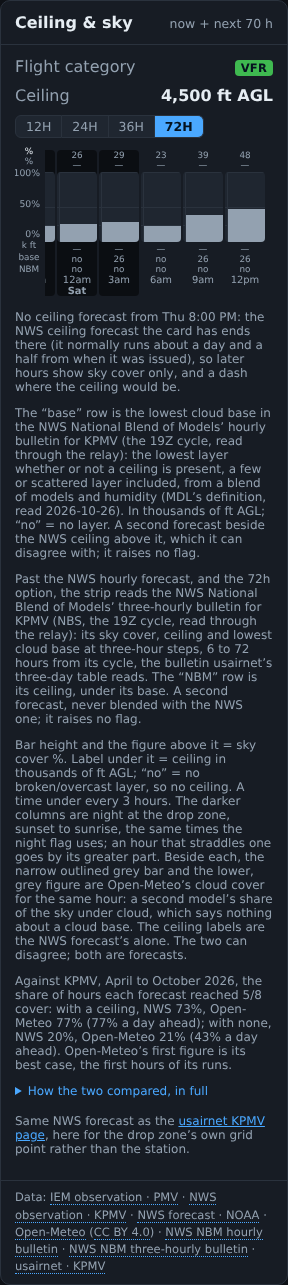 Ceiling & sky now + next 70 h
Flight category VFR
Ceiling 4,500 ft AGL
12H 24H 36H 72H
% 26 29 23 39 48
% — — — — —
100%
50%
0%
k ft — — — — —
base no no 26 26 26
NBM no no no no no
12am 3am 6am 9am 12pm
Sat
No ceiling forecast from Thu 8:00 PM: the
NWS ceiling forecast the card has ends
there (it normally runs about a day and a
half from when it was issued), so later
hours show sky cover only, and a dash
where the ceiling would be.
The “base” row is the lowest cloud base in
the NWS National Blend of Models’ hourly
bulletin for KPMV (the 19Z cycle, read
through the relay): the lowest layer
whether or not a ceiling is present, a few
or scattered layer included, from a blend
of models and humidity (MDL’s definition,
read 2026-10-26). In thousands of ft AGL;
“no” = no layer. A second forecast beside
the NWS ceiling above it, which it can
disagree with; it raises no flag.
Past the NWS hourly forecast, and the 72h
option, the strip reads the NWS National
Blend of Models’ three-hourly bulletin for
KPMV (NBS, the 19Z cycle, read through
the relay): its sky cover, ceiling and lowest
cloud base at three-hour steps, 6 to 72
hours from its cycle, the bulletin usairnet’s
three-day table reads. The “NBM” row is
its ceiling, under its base. A second
forecast, never blended with the NWS
one; it raises no flag.
Bar height and the figure above it = sky
cover %. Label under it = ceiling in
thousands of ft AGL; “no” = no
broken/overcast layer, so no ceiling. A
time under every 3 hours. The darker
columns are night at the drop zone,
sunset to sunrise, the same times the
night flag uses; an hour that straddles one
goes by its greater part. Beside each, the
narrow outlined grey bar and the lower,
grey figure are Open-Meteo’s cloud cover
for the same hour: a second model’s share
of the sky under cloud, which says nothing
about a cloud base. The ceiling labels are
the NWS forecast’s alone. The two can
disagree; both are forecasts.
Against KPMV, April to October 2026, the
share of hours each forecast reached 5/8
cover: with a ceiling, NWS 73%, Open-
Meteo 77% (77% a day ahead); with none,
NWS 20%, Open-Meteo 21% (43% a day
ahead). Open-Meteo’s first figure is its
best case, the first hours of its runs.
▶ How the two compared, in full
Same NWS forecast as the usairnet KPMV
page, here for the drop zone’s own grid
point rather than the station.
Data: IEM observation · PMV · NWS
observation · KPMV · NWS forecast · NOAA ·
Open-Meteo (CC BY 4.0) · NWS NBM hourly
bulletin · NWS NBM three-hourly bulletin ·
usairnet · KPMV